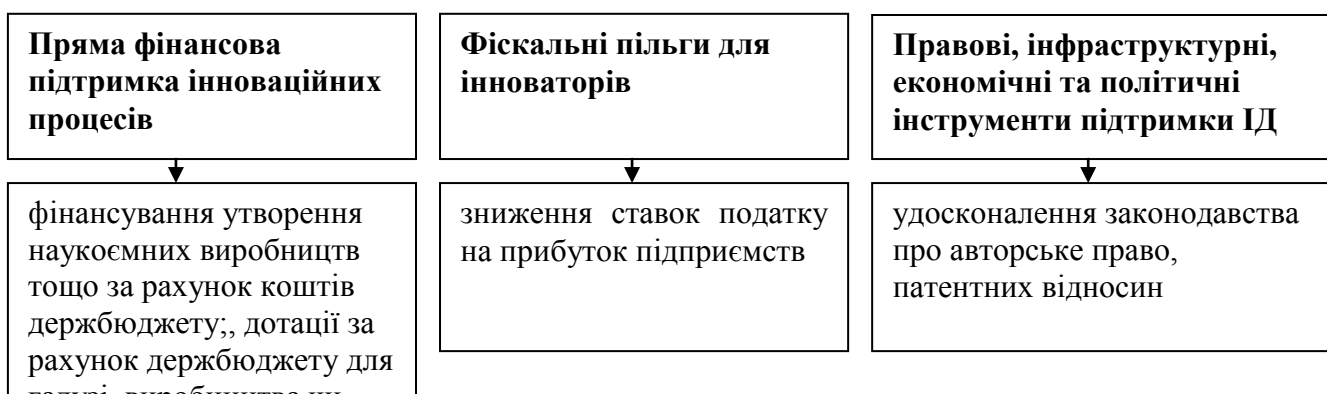 Пряма фінансова
підтримка інноваційних
процесів
Фіскальні пільги для
інноваторів
Правові, інфраструктурні,
економічні та політичні
інструменти підтримки ІД
фінансування утворення
наукоємних виробництв
тощо за рахунок коштів
держбюджету;, дотації за
рахунок держбюджету для
зниження ставок податку
на прибуток підприємств
удосконалення законодавства
про авторське право,
патентних відносин